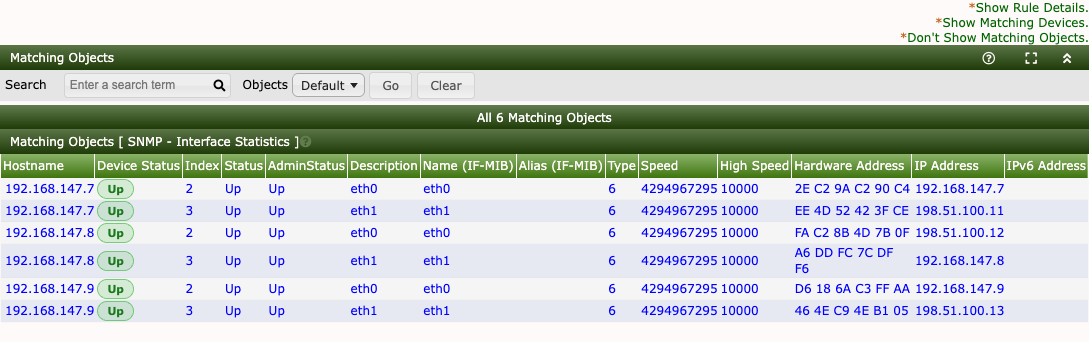 *Show Rule Details.
*Show Matching Devices.
*Don't Show Matching Objects.
Matching Objects
Search Enter a search term Objects Default Go Clear
All 6 Matching Objects
Matching Objects [ SNMP - Interface Statistics ]
Hostname Device Status Index Status AdminStatus Description Name (IF-MIB) Alias (IF-MIB) Type Speed High Speed Hardware Address IP Address IPv6 Address
192.168.147.7 Up 2 Up Up eth0 eth0 6 4294967295 10000 2E C2 9A C2 90 C4 192.168.147.7
192.168.147.7 Up 3 Up Up eth1 eth1 6 4294967295 10000 EE 4D 52 42 3F CE 198.51.100.11
192.168.147.8 Up 2 Up Up eth0 eth0 6 4294967295 10000 FA C2 8B 4D 7B 0F 198.51.100.12
192.168.147.8 Up 3 Up Up eth1 eth1 6 4294967295 10000 A6 DD FC 7C DF 192.168.147.8
F6
192.168.147.9 Up 2 Up Up eth0 eth0 6 4294967295 10000 D6 18 6A C3 FF AA 192.168.147.9
192.168.147.9 Up 3 Up Up eth1 eth1 6 4294967295 10000 46 4E C9 4E B1 05 198.51.100.13